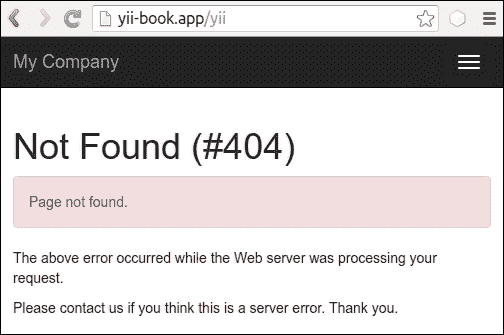 yii-book.app/yii
My Company
Not Found (#404)
Page not found.
The above error occurred while the Web server was processing your
request.
Please contact us if you think this is a server error. Thank you.